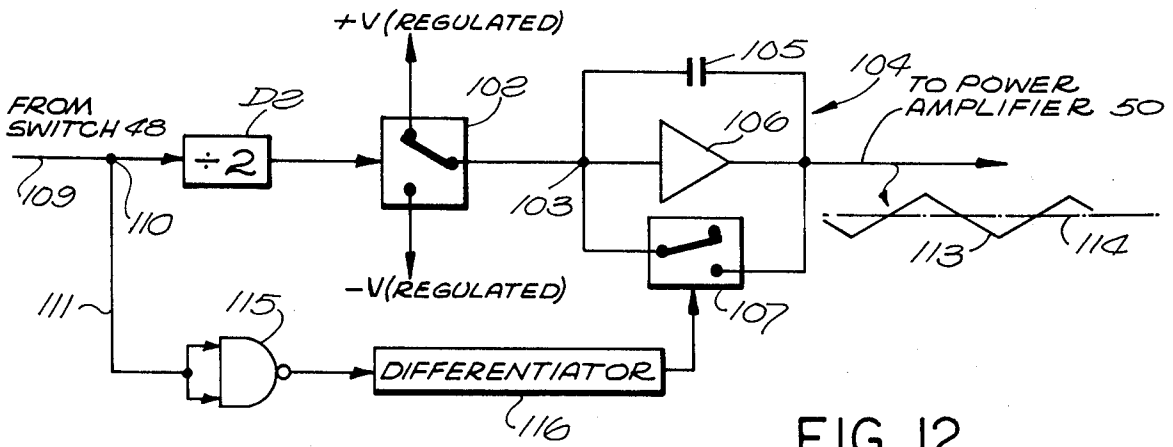 +V(REGULATED)
105
102
104
TO POWER
AMPLIFIER 50
FROM
SWITCH 48
D2
106
÷2
109
110
103
113
114
-V(REGULATED)
107
111
115
DIFFERENTIATOR
116
FIG. 12